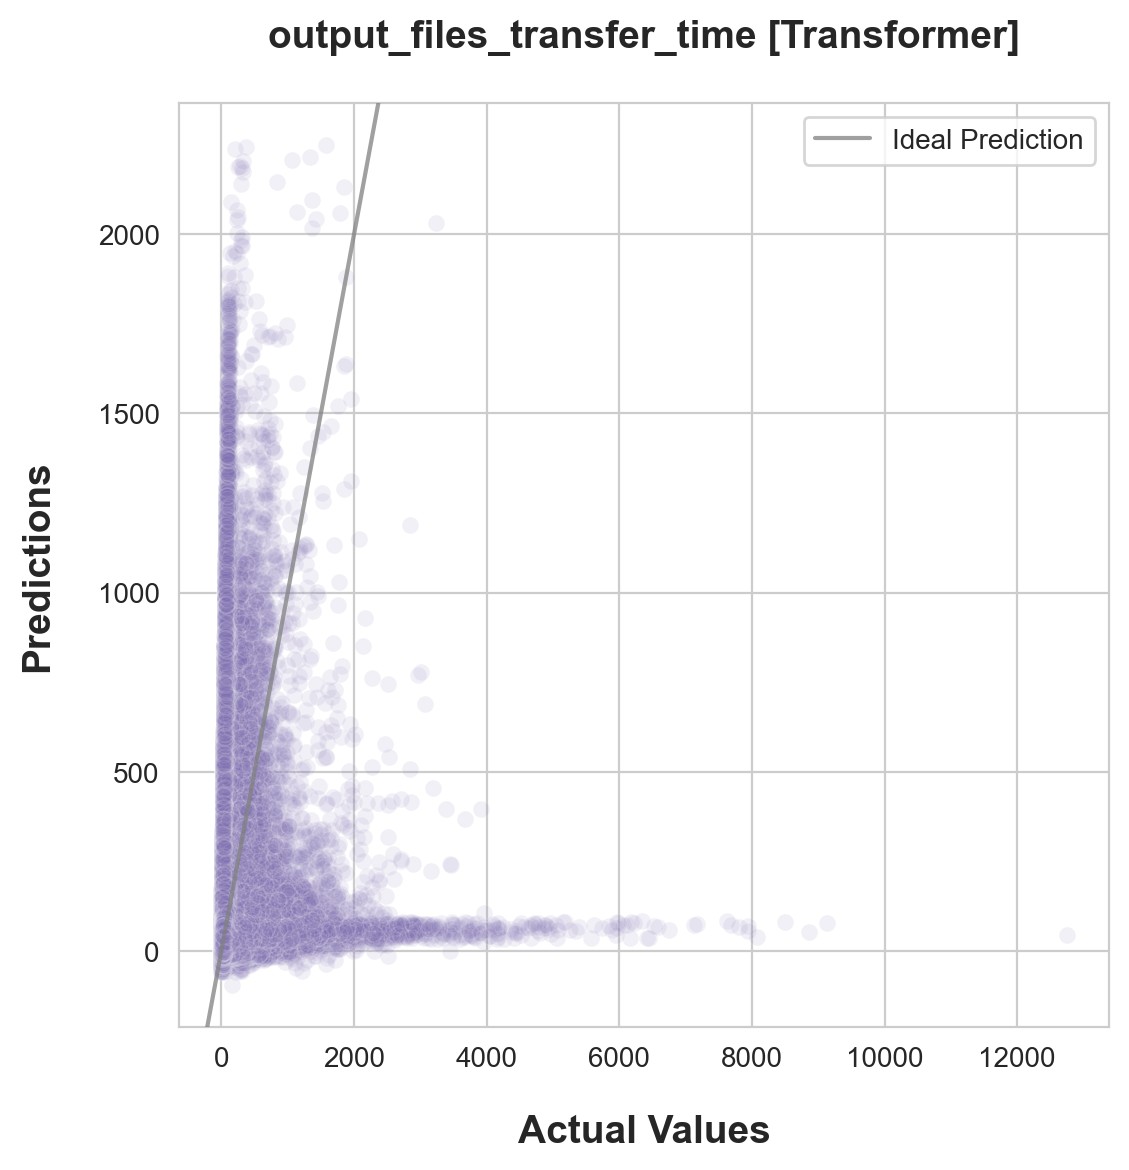 output_files_transfer_time [Transformer]
Ideal Prediction
Predictions
2000
1500
1000
500
0
0 2000 4000 6000 8000 10000 12000
Actual Values